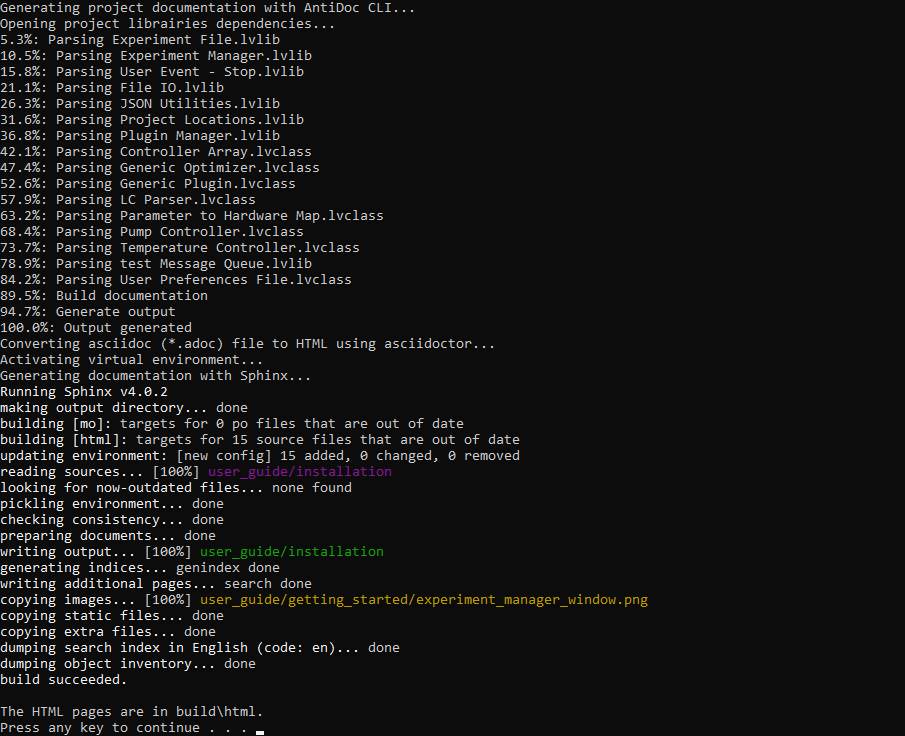 Generating project documentation with AntiDoc CLI...
Opening project librairies dependencies...
5.3%: Parsing Experiment File.lvlib
10.5%: Parsing Experiment Manager.lvlib
15.8%: Parsing User Event - Stop.lvlib
21.1%: Parsing File IO.lvlib
26.3%: Parsing JSON Utilities.lvlib
31.6%: Parsing Project Locations.lvlib
36.8%: Parsing Plugin Manager.lvlib
42.1%: Parsing Controller Array.lvclass
47.4%: Parsing Generic Optimizer.lvclass
52.6%: Parsing Generic Plugin.lvclass
57.9%: Parsing LC Parser.lvclass
63.2%: Parsing Parameter to Hardware Map.lvclass
68.4%: Parsing Pump Controller.lvclass
73.7%: Parsing Temperature Controller.lvclass
78.9%: Parsing test Message Queue.lvlib
84.2%: Parsing User Preferences File.lvclass
89.5%: Build documentation
94.7%: Generate output
100.0%: Output generated
Converting asciidoc (*.adoc) file to HTML using asciidoctor...
Activating virtual environment...
Generating documentation with Sphinx...
Running Sphinx v4.0.2
making output directory... done
building [mo]: targets for 0 po files that are out of date
building [html]: targets for 15 source files that are out of date
updating environment: [new config] 15 added, 0 changed, 0 removed
reading sources... [100%] user_guide/installation
looking for now-outdated files... none found
pickling environment... done
checking consistency... done
preparing documents... done
writing output... [100%] user_guide/installation
generating indices... genindex done
writing additional pages... search done
copying images... [100%] user_guide/getting_started/experiment_manager_window.png
copying static files... done
copying extra files... done
dumping search index in English (code: en)... done
dumping object inventory... done
build succeeded.
The HTML pages are in build\html.
Press any key to continue . . .